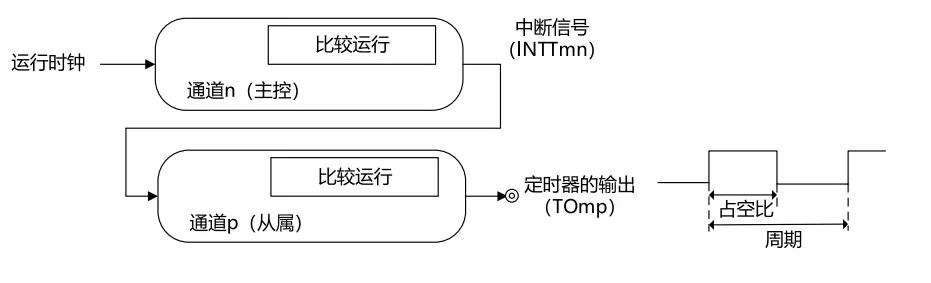 比较运行
中断信号
(INTTmn)
运行时钟
通道n（主控）
比较运行
通道p（从属）
定时器的输出
(TOmp)
占空比
周期